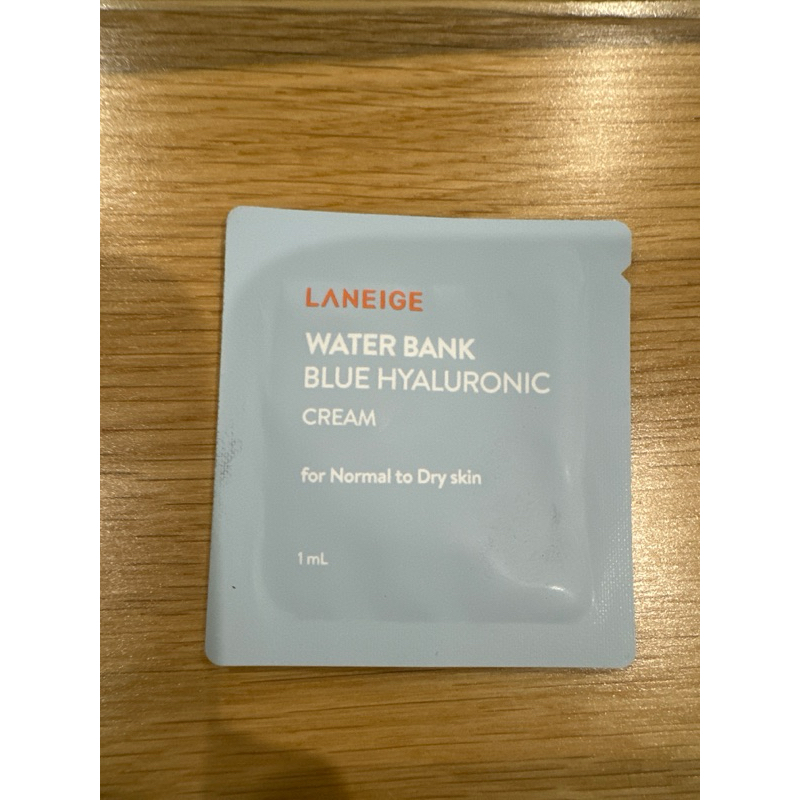 LANEIGE
WATER BANK
BLUE HYALURONIC
CREAM
for Normal to Dry skin
1 mL